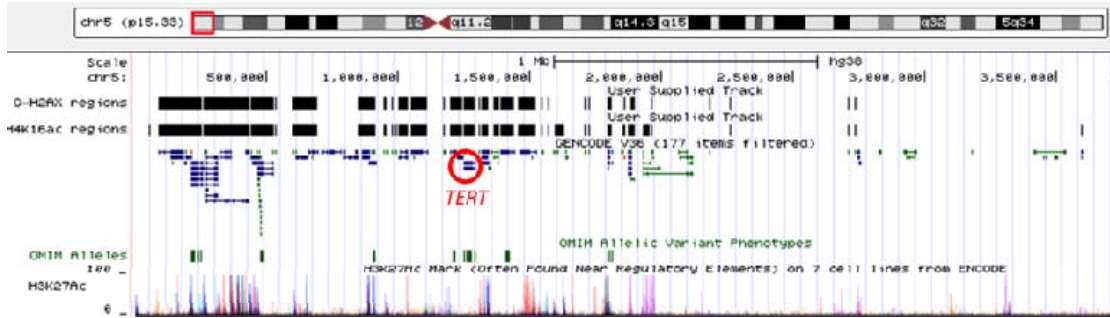 chr5 (p15.33) 12 q11.2 q14.3 q15 q32 5q34
Scale 1 Mb hg38
chr5: 500,000 1,000,000 1,500,000 2,000,000 2,500,000 3,000,000 3,500,000
User Supplied Track
G-H2AX regions
User Supplied Track
H4K16ac regions
GENCODE V36 (177 items filtered)
TERT
OMIM Allelic Variant Phenotypes
OMIM Alleles
H3K27Ac Mark (Often Found Near Regulatory Elements) on 7 cell lines from ENCODE
100 _
H3K27Ac
0 _